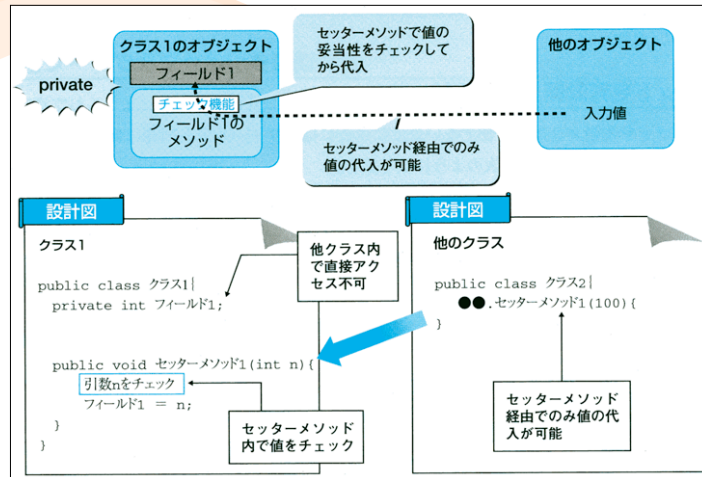 クラス1のオブジェクト
フィールド1
private
チェック機能
フィールド1の
メソッド
セッターメソッドで値の
妥当性をチェックして
から代入
他のオブジェクト
入力値
セッターメソッド経由でのみ
値の代入が可能
設計図
クラス1
public class クラス1|
private int フィールド1;
他クラス内
で直接アク
セス不可
public void セッターメソッド1(int n){
引数nをチェック
フィールド1 = n;
}
}
セッターメソッド
内で値をチェック
設計図
他のクラス
public class クラス2|
●●.セッターメソッド1(100){
}
セッターメソッド
経由でのみ値の代
入が可能